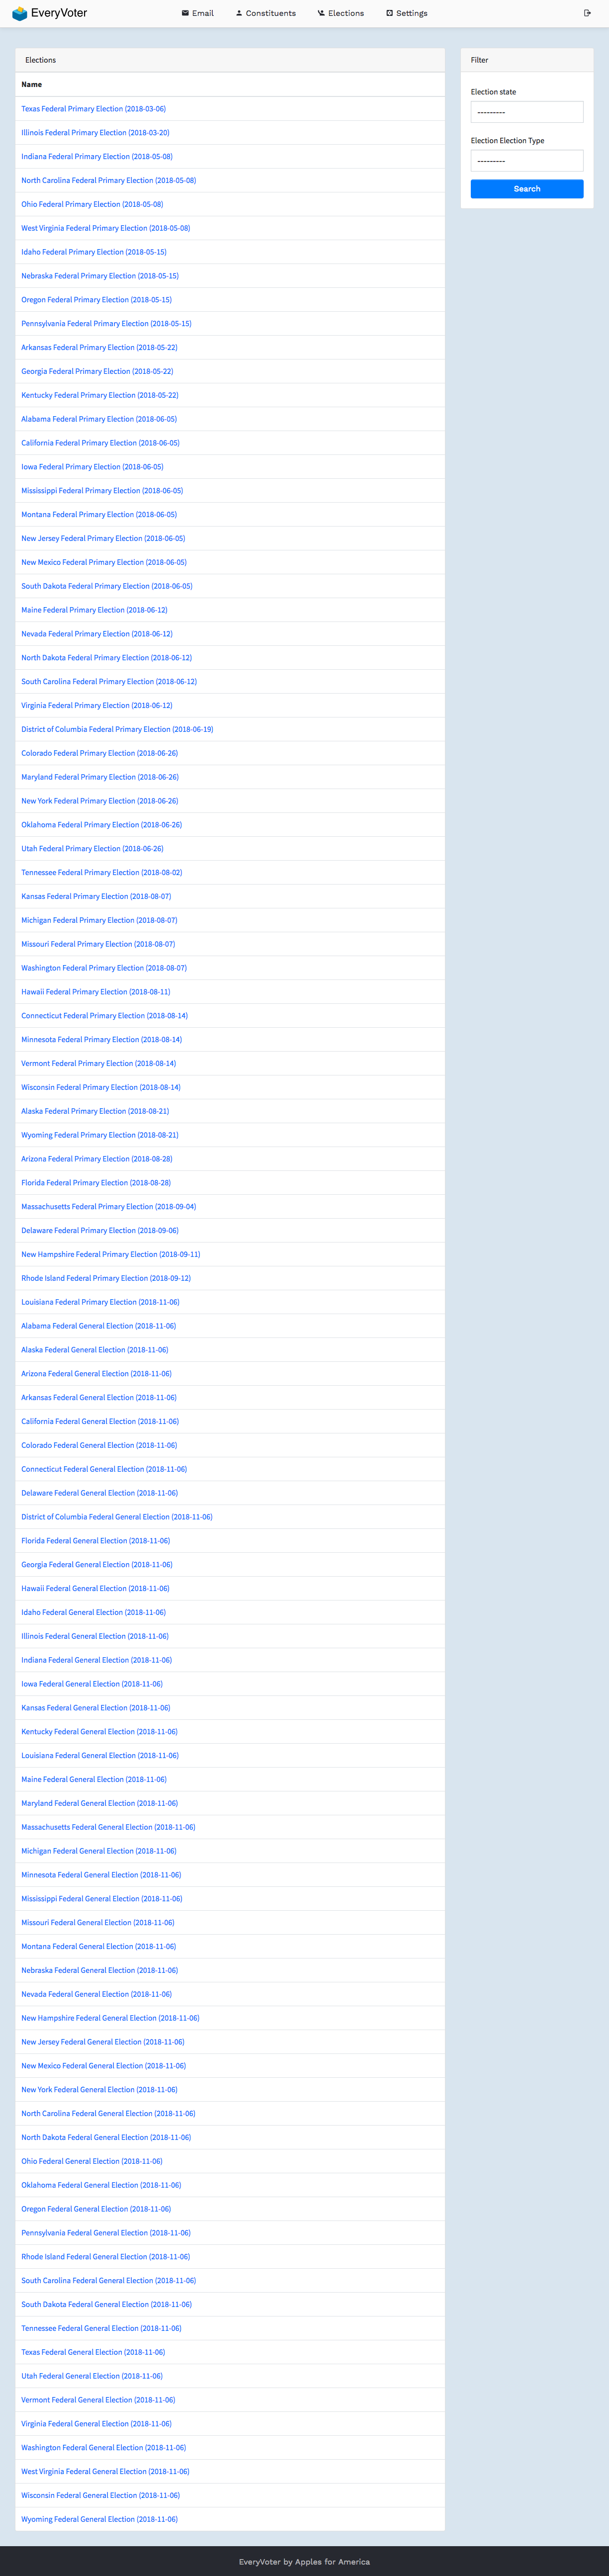 EveryVoter
Email
Constituents
Elections
Settings
Elections
Name
Texas Federal Primary Election (2018-03-06)
Illinois Federal Primary Election (2018-03-20)
Indiana Federal Primary Election (2018-05-08)
North Carolina Federal Primary Election (2018-05-08)
Ohio Federal Primary Election (2018-05-08)
West Virginia Federal Primary Election (2018-05-08)
Idaho Federal Primary Election (2018-05-15)
Nebraska Federal Primary Election (2018-05-15)
Oregon Federal Primary Election (2018-05-15)
Pennsylvania Federal Primary Election (2018-05-15)
Arkansas Federal Primary Election (2018-05-22)
Georgia Federal Primary Election (2018-05-22)
Kentucky Federal Primary Election (2018-05-22)
Alabama Federal Primary Election (2018-06-05)
California Federal Primary Election (2018-06-05)
Iowa Federal Primary Election (2018-06-05)
Mississippi Federal Primary Election (2018-06-05)
Montana Federal Primary Election (2018-06-05)
New Jersey Federal Primary Election (2018-06-05)
New Mexico Federal Primary Election (2018-06-05)
South Dakota Federal Primary Election (2018-06-05)
Maine Federal Primary Election (2018-06-12)
Nevada Federal Primary Election (2018-06-12)
North Dakota Federal Primary Election (2018-06-12)
South Carolina Federal Primary Election (2018-06-12)
Virginia Federal Primary Election (2018-06-12)
District of Columbia Federal Primary Election (2018-06-19)
Colorado Federal Primary Election (2018-06-26)
Maryland Federal Primary Election (2018-06-26)
New York Federal Primary Election (2018-06-26)
Oklahoma Federal Primary Election (2018-06-26)
Utah Federal Primary Election (2018-06-26)
Tennessee Federal Primary Election (2018-08-02)
Kansas Federal Primary Election (2018-08-07)
Michigan Federal Primary Election (2018-08-07)
Missouri Federal Primary Election (2018-08-07)
Washington Federal Primary Election (2018-08-07)
Hawaii Federal Primary Election (2018-08-11)
Connecticut Federal Primary Election (2018-08-14)
Minnesota Federal Primary Election (2018-08-14)
Vermont Federal Primary Election (2018-08-14)
Wisconsin Federal Primary Election (2018-08-14)
Alaska Federal Primary Election (2018-08-21)
Wyoming Federal Primary Election (2018-08-21)
Arizona Federal Primary Election (2018-08-28)
Florida Federal Primary Election (2018-08-28)
Massachusetts Federal Primary Election (2018-09-04)
Delaware Federal Primary Election (2018-09-06)
New Hampshire Federal Primary Election (2018-09-11)
Rhode Island Federal Primary Election (2018-09-12)
Louisiana Federal Primary Election (2018-11-06)
Alabama Federal General Election (2018-11-06)
Alaska Federal General Election (2018-11-06)
Arizona Federal General Election (2018-11-06)
Arkansas Federal General Election (2018-11-06)
California Federal General Election (2018-11-06)
Colorado Federal General Election (2018-11-06)
Connecticut Federal General Election (2018-11-06)
Delaware Federal General Election (2018-11-06)
District of Columbia Federal General Election (2018-11-06)
Florida Federal General Election (2018-11-06)
Georgia Federal General Election (2018-11-06)
Hawaii Federal General Election (2018-11-06)
Idaho Federal General Election (2018-11-06)
Illinois Federal General Election (2018-11-06)
Indiana Federal General Election (2018-11-06)
Iowa Federal General Election (2018-11-06)
Kansas Federal General Election (2018-11-06)
Kentucky Federal General Election (2018-11-06)
Louisiana Federal General Election (2018-11-06)
Maine Federal General Election (2018-11-06)
Maryland Federal General Election (2018-11-06)
Massachusetts Federal General Election (2018-11-06)
Michigan Federal General Election (2018-11-06)
Minnesota Federal General Election (2018-11-06)
Mississippi Federal General Election (2018-11-06)
Missouri Federal General Election (2018-11-06)
Montana Federal General Election (2018-11-06)
Nebraska Federal General Election (2018-11-06)
Nevada Federal General Election (2018-11-06)
New Hampshire Federal General Election (2018-11-06)
New Jersey Federal General Election (2018-11-06)
New Mexico Federal General Election (2018-11-06)
New York Federal General Election (2018-11-06)
North Carolina Federal General Election (2018-11-06)
North Dakota Federal General Election (2018-11-06)
Ohio Federal General Election (2018-11-06)
Oklahoma Federal General Election (2018-11-06)
Oregon Federal General Election (2018-11-06)
Pennsylvania Federal General Election (2018-11-06)
Rhode Island Federal General Election (2018-11-06)
South Carolina Federal General Election (2018-11-06)
South Dakota Federal General Election (2018-11-06)
Tennessee Federal General Election (2018-11-06)
Texas Federal General Election (2018-11-06)
Utah Federal General Election (2018-11-06)
Vermont Federal General Election (2018-11-06)
Virginia Federal General Election (2018-11-06)
Washington Federal General Election (2018-11-06)
West Virginia Federal General Election (2018-11-06)
Wisconsin Federal General Election (2018-11-06)
Wyoming Federal General Election (2018-11-06)
Filter
Election state
---------
Election Election Type
---------
Search
EveryVoter by Apples for America